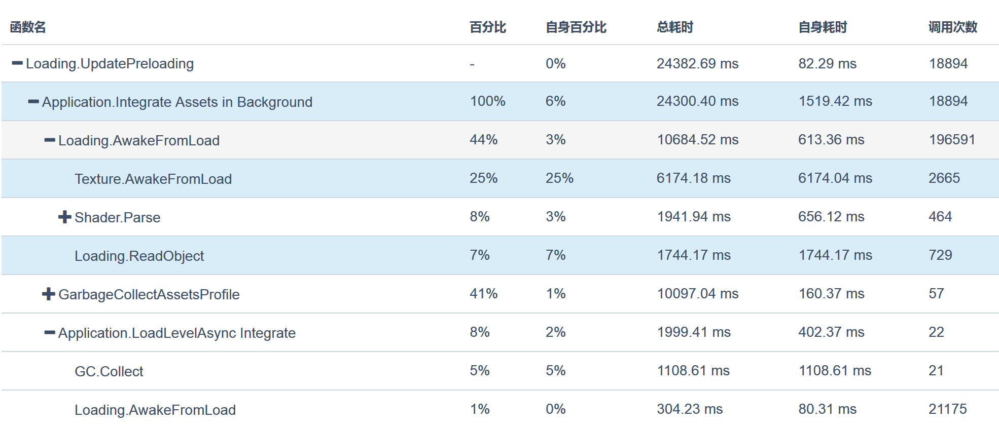 函数名 百分比 自身百分比 总耗时 自身耗时 调用次数
Loading.UpdatePreloading - 0% 24382.69 ms 82.29 ms 18894
Application.Integrate Assets in Background 100% 6% 24300.40 ms 1519.42 ms 18894
Loading.AwakeFromLoad 44% 3% 10684.52 ms 613.36 ms 196591
Texture.AwakeFromLoad 25% 25% 6174.18 ms 6174.04 ms 2665
Shader.Parse 8% 3% 1941.94 ms 656.12 ms 464
Loading.ReadObject 7% 7% 1744.17 ms 1744.17 ms 729
GarbageCollectAssetsProfile 41% 1% 10097.04 ms 160.37 ms 57
Application.LoadLevelAsync Integrate 8% 2% 1999.41 ms 402.37 ms 22
GC.Collect 5% 5% 1108.61 ms 1108.61 ms 21
Loading.AwakeFromLoad 1% 0% 304.23 ms 80.31 ms 21175